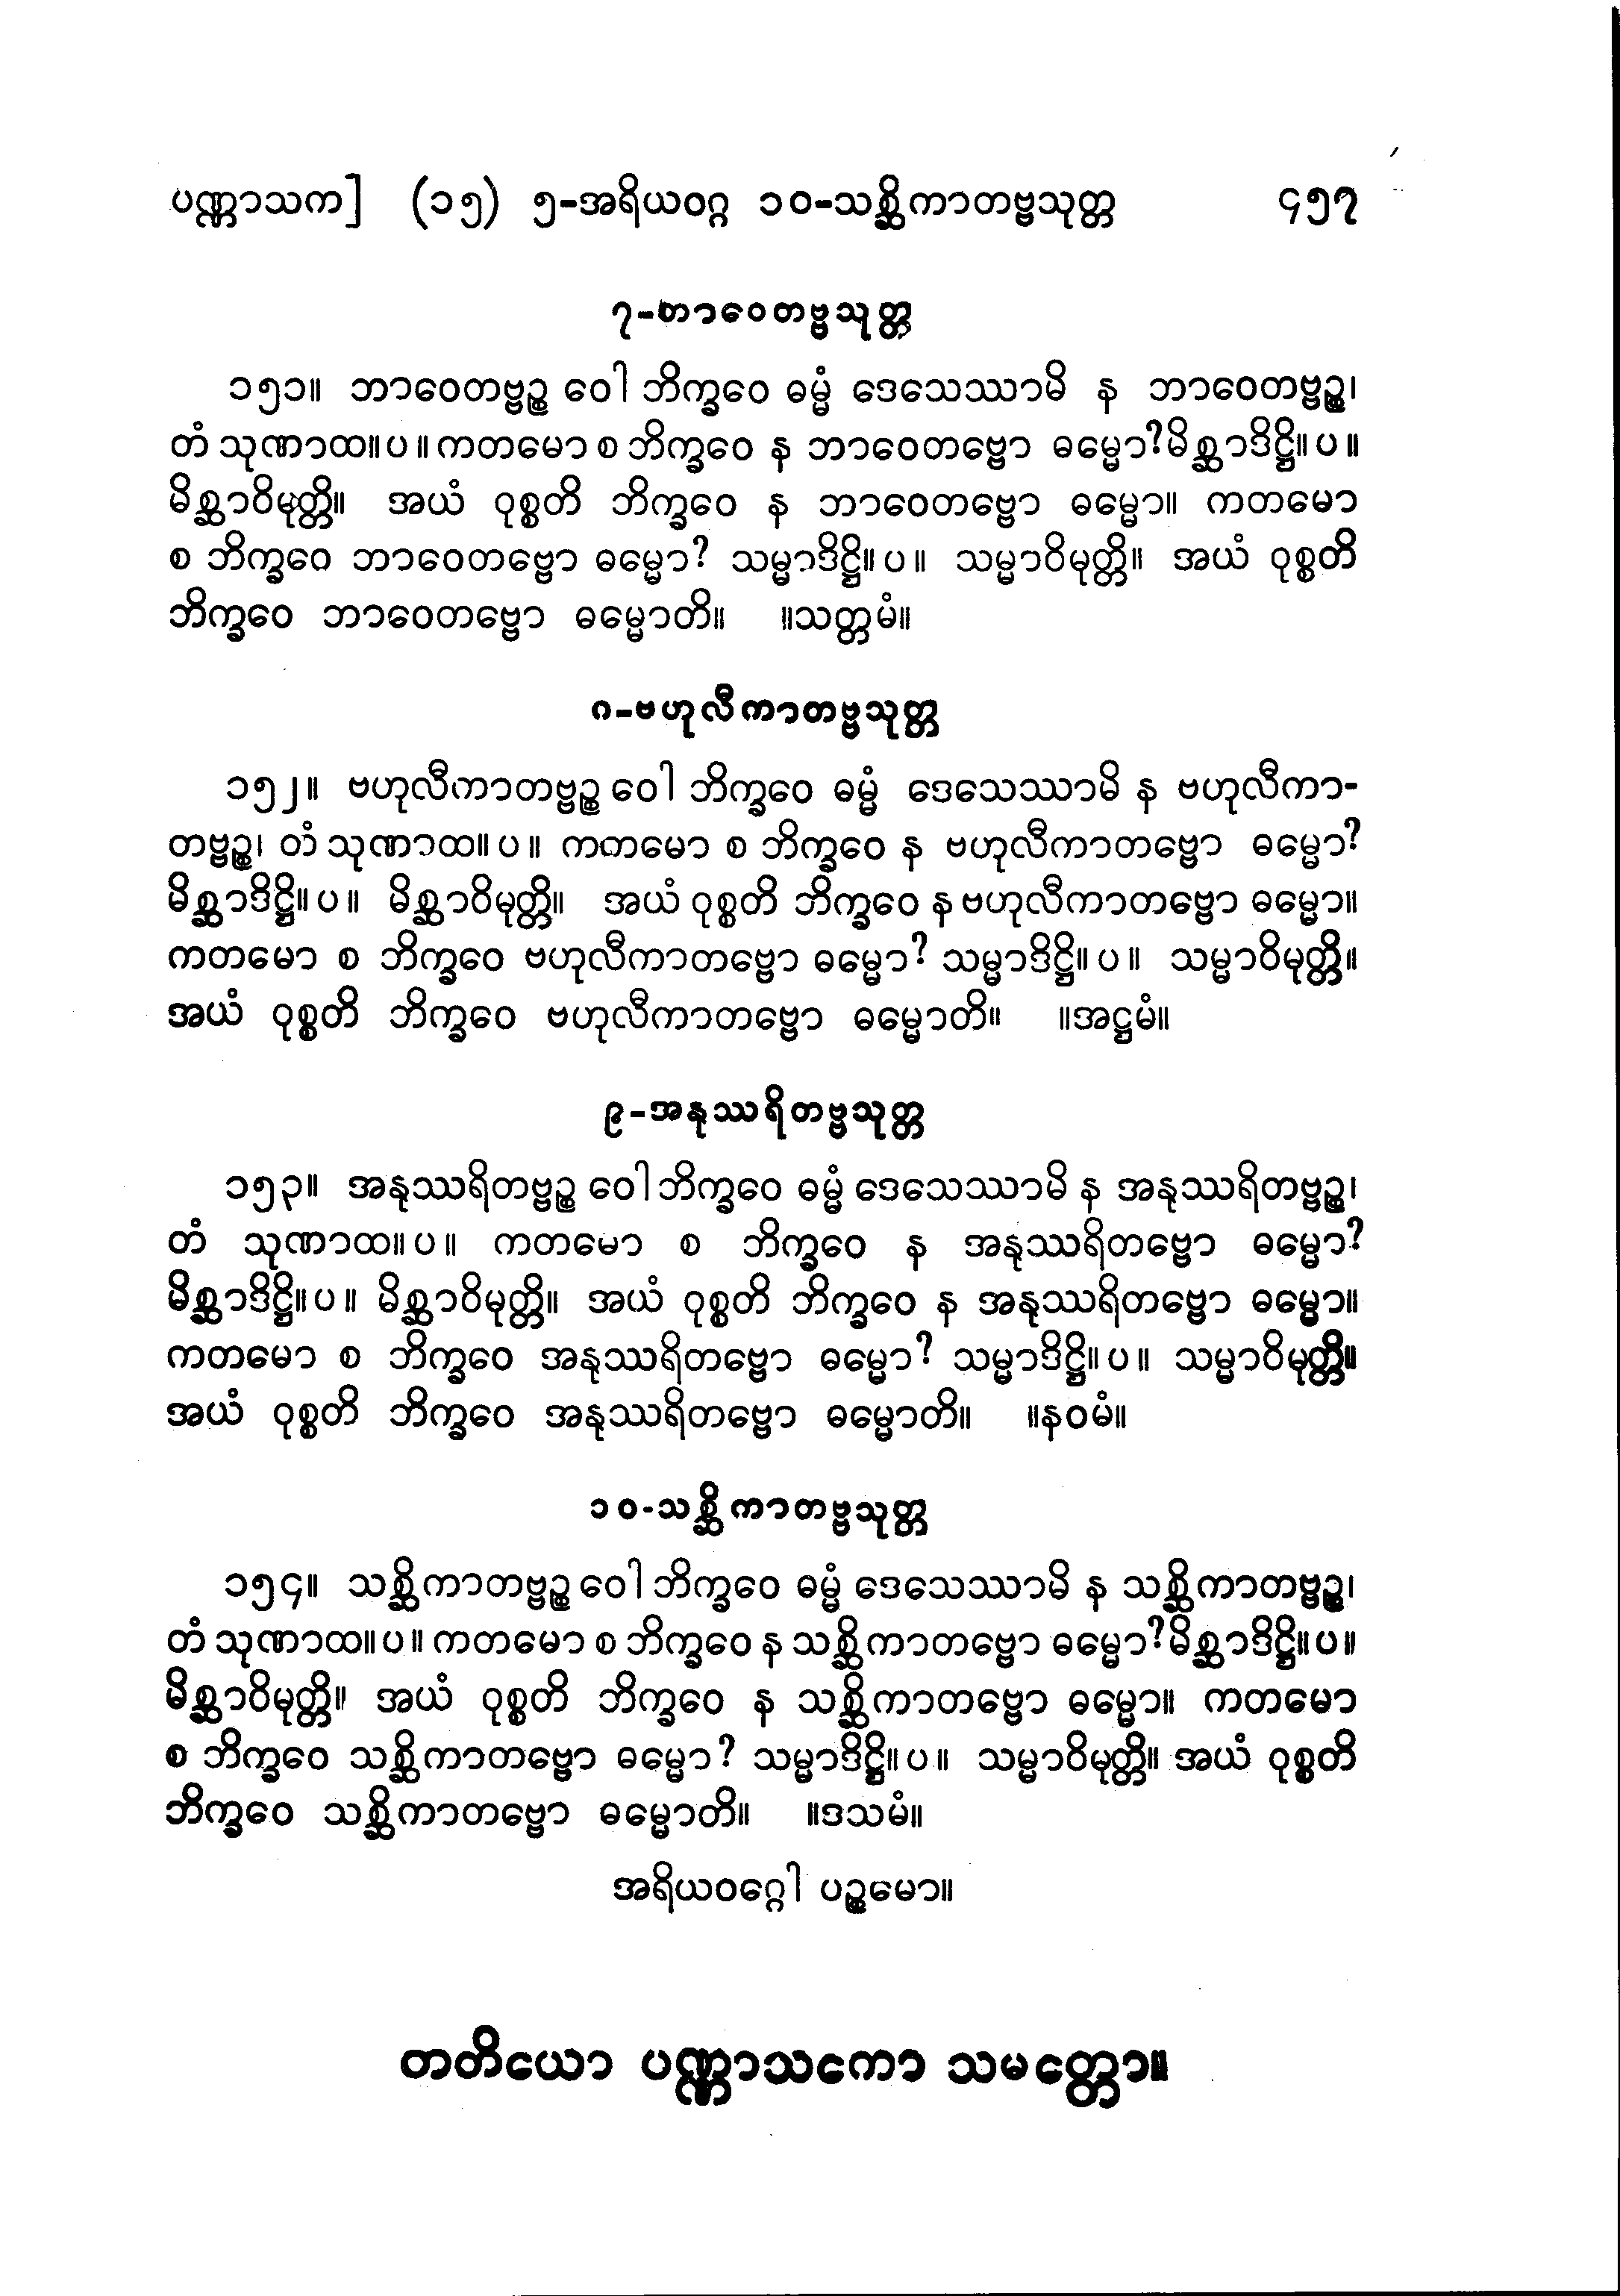 ပဏ္ဏာသက] (၁၅) ၅-အရိယဝဂ္ဂ ၁၀-သစ္ဆိကာတဗ္ဗသုတ္တ ၄၅၇
၇-ဘာဝေတဗ္ဗသုတ္တ
၁၅၁။ ဘာဝေတဗ္ဗဉ္စ ဝေါ ဘိက္ခဝေ ဓမ္မံ ဒေသေဿာမိ န ဘာဝေတဗ္ဗဉ္စ၊
တံ သုဏာထ။ပ။ ကတမော စ ဘိက္ခဝေ န ဘာဝေတဗ္ဗော ဓမ္မော? မိစ္ဆာဒိဋ္ဌိ။ပ။
မိစ္ဆာဝိမုတ္တိ။ အယံ ဝုစ္စတိ ဘိက္ခဝေ န ဘာဝေတဗ္ဗော ဓမ္မော။ ကတမော
စ ဘိက္ခဝေ ဘာဝေတဗ္ဗော ဓမ္မော? သမ္မာဒိဋ္ဌိ။ပ။ သမ္မာဝိမုတ္တိ။ အယံ ဝုစ္စတိ
ဘိက္ခဝေ ဘာဝေတဗ္ဗော ဓမ္မောတိ။ ။သတ္တမံ။
၈-ဗဟုလီကာတဗ္ဗသုတ္တ
၁၅၂။ ဗဟုလီကာတဗ္ဗဉ္စ ဝေါ ဘိက္ခဝေ ဓမ္မံ ဒေသေဿာမိ န ဗဟုလီကာ-
တဗ္ဗဉ္စ၊ တံ သုဏာထ။ပ။ ကတမော စ ဘိက္ခဝေ န ဗဟုလီကာတဗ္ဗော ဓမ္မော?
မိစ္ဆာဒိဋ္ဌိ။ပ။ မိစ္ဆာဝိမုတ္တိ။ အယံ ဝုစ္စတိ ဘိက္ခဝေ န ဗဟုလီကာတဗ္ဗော ဓမ္မော။
ကတမော စ ဘိက္ခဝေ ဗဟုလီကာတဗ္ဗော ဓမ္မော? သမ္မာဒိဋ္ဌိ။ပ။ သမ္မာဝိမုတ္တိ။
အယံ ဝုစ္စတိ ဘိက္ခဝေ ဗဟုလီကာတဗ္ဗော ဓမ္မောတိ။ ။အဋ္ဌမံ။
၉-အနုဿရိတဗ္ဗသုတ္တ
၁၅၃။ အနုဿရိတဗ္ဗဉ္စ ဝေါ ဘိက္ခဝေ ဓမ္မံ ဒေသေဿာမိ န အနုဿရိတဗ္ဗဉ္စ၊
တံ သုဏာထ။ပ။ ကတမော စ ဘိက္ခဝေ န အနုဿရိတဗ္ဗော ဓမ္မော?
မိစ္ဆာဒိဋ္ဌိ။ပ။ မိစ္ဆာဝိမုတ္တိ။ အယံ ဝုစ္စတိ ဘိက္ခဝေ န အနုဿရိတဗ္ဗော ဓမ္မော။
ကတမော စ ဘိက္ခဝေ အနုဿရိတဗ္ဗော ဓမ္မော? သမ္မာဒိဋ္ဌိ။ပ။ သမ္မာဝိမုတ္တိ။
အယံ ဝုစ္စတိ ဘိက္ခဝေ အနုဿရိတဗ္ဗော ဓမ္မောတိ။ ။နဝမံ။
၁၀-သစ္ဆိကာတဗ္ဗသုတ္တ
၁၅၄။ သစ္ဆိကာတဗ္ဗဉ္စ ဝေါ ဘိက္ခဝေ ဓမ္မံ ဒေသေဿာမိ န သစ္ဆိကာတဗ္ဗဉ္စ၊
တံ သုဏာထ။ပ။ ကတမော စ ဘိက္ခဝေ န သစ္ဆိကာတဗ္ဗော ဓမ္မော? မိစ္ဆာဒိဋ္ဌိ။ပ။
မိစ္ဆာဝိမုတ္တိ။ အယံ ဝုစ္စတိ ဘိက္ခဝေ န သစ္ဆိကာတဗ္ဗော ဓမ္မော။ ကတမော
စ ဘိက္ခဝေ သစ္ဆိကာတဗ္ဗော ဓမ္မော? သမ္မာဒိဋ္ဌိ။ပ။ သမ္မာဝိမုတ္တိ။ အယံ ဝုစ္စတိ
ဘိက္ခဝေ သစ္ဆိကာတဗ္ဗော ဓမ္မောတိ။ ။ဒသမံ။
အရိယဝဂ္ဂေါ ပဉ္စမော။
တတိယော ပဏ္ဏာသကော သမတ္တော။